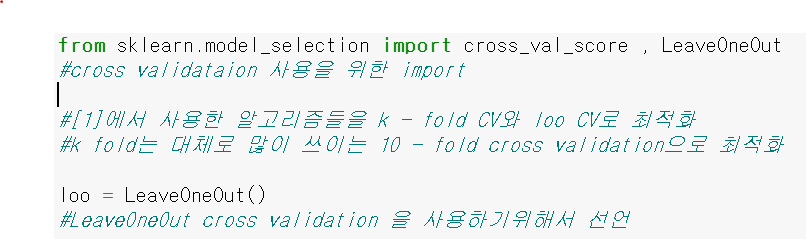 from sklearn.model_selection import cross_val_score , LeaveOneOut
#cross validataion 사용을 위한 import
#[1]에서 사용한 알고리즘들을 k - fold CV와 loo CV로 최적화
#k fold는 대체로 많이 쓰이는 10 - fold cross validation으로 최적화
loo = LeaveOneOut()
#LeaveOneOut cross validation 을 사용하기위해서 선언